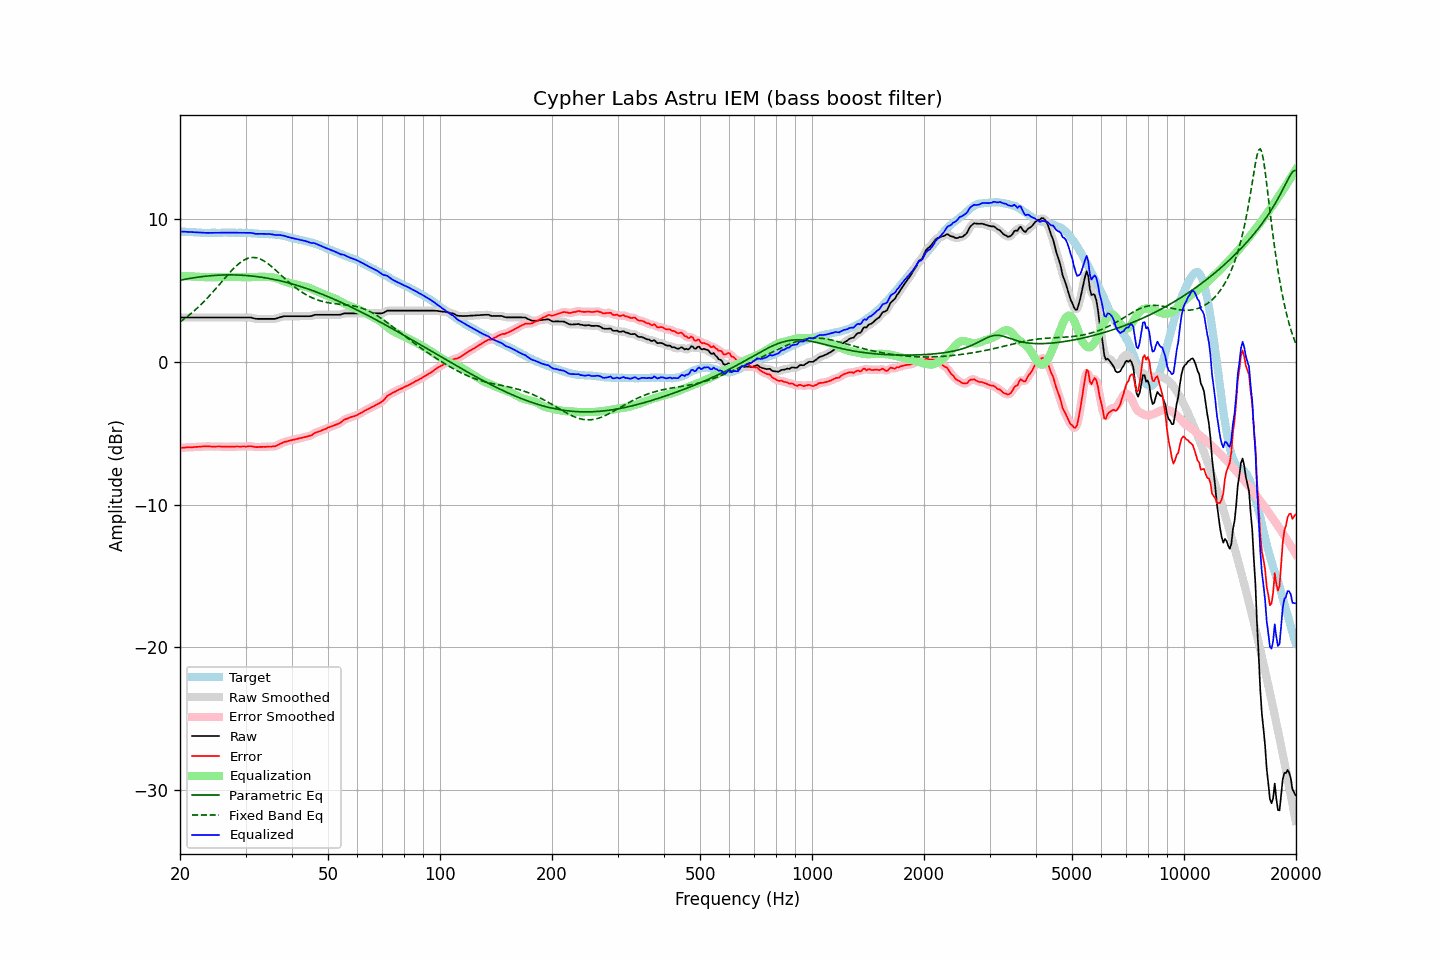 Cypher Labs Astru IEM (bass boost filter)
Amplitude (dBr)
10
0
−10
−20
−30
Target
Raw Smoothed
Error Smoothed
Raw
Error
Equalization
Parametric Eq
Fixed Band Eq
Equalized
20 50 100 200 500 1000 2000 5000 10000 20000
Frequency (Hz)